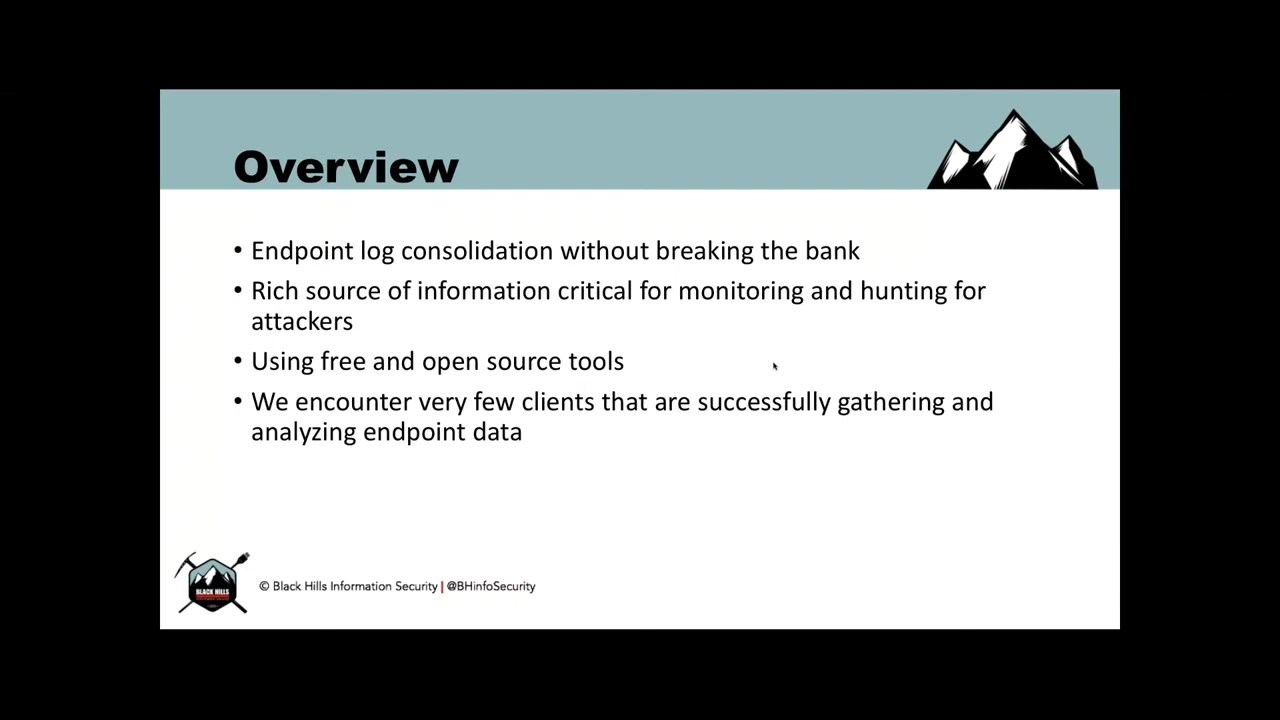 Overview
• Endpoint log consolidation without breaking the bank
• Rich source of information critical for monitoring and hunting for
attackers
• Using free and open source tools
• We encounter very few clients that are successfully gathering and
analyzing endpoint data
BLACK HILLS
© Black Hills Information Security | @BHinfoSecurity